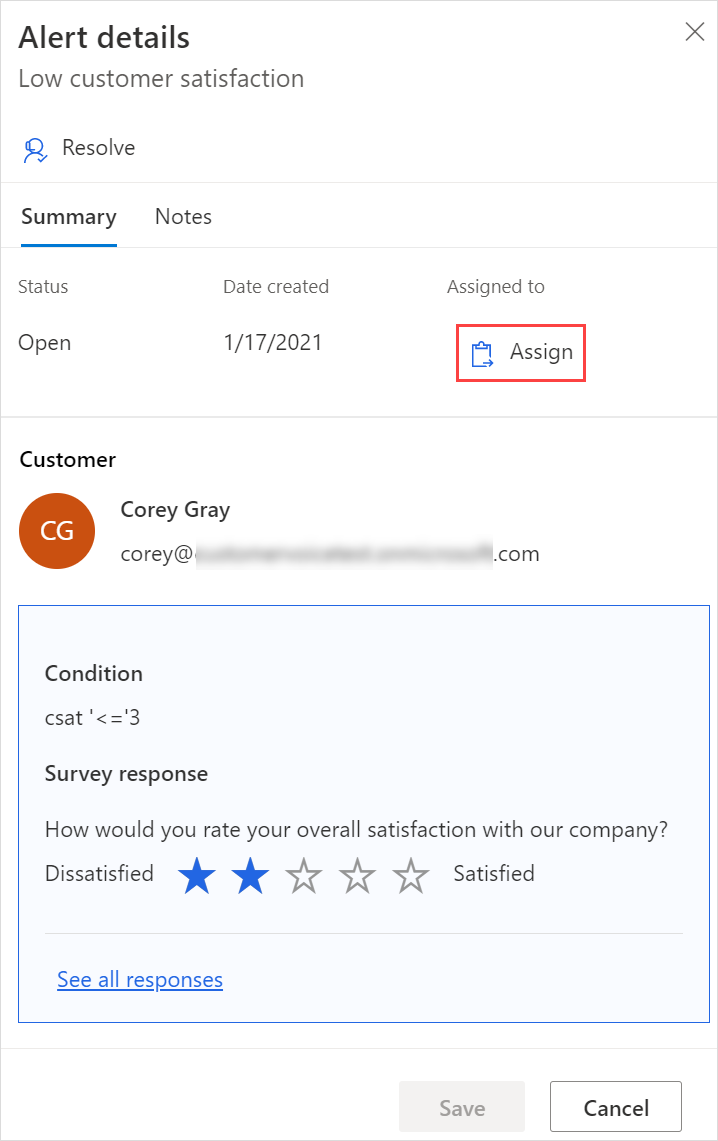 Alert details
Low customer satisfaction
Resolve
Summary Notes
Status Date created Assigned to
Open 1/17/2021 Assign
Customer
CG
Corey Gray
corey@ .com
Condition
csat '<='3
Survey response
How would you rate your overall satisfaction with our company?
Dissatisfied Satisfied
See all responses
Save Cancel